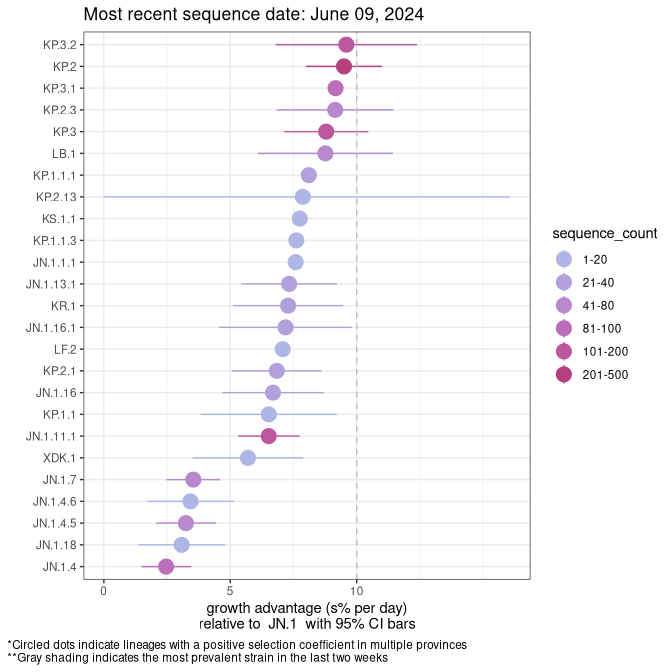 Most recent sequence date: June 09, 2024
KP.3.2
KP.2
KP.3.1
KP.2.3
KP.3
LB.1
KP.1.1.1
KP.2.13
KS.1.1
KP.1.1.3
JN.1.1.1
JN.1.13.1
KR.1
JN.1.16.1
LF.2
KP.2.1
JN.1.16
KP.1.1
JN.1.11.1
XDK.1
JN.1.7
JN.1.4.6
JN.1.4.5
JN.1.18
JN.1.4
0 5 10
growth advantage (s% per day)
relative to JN.1 with 95% CI bars
sequence_count
1-20
21-40
41-80
81-100
101-200
201-500
*Circled dots indicate lineages with a positive selection coefficient in multiple provinces
**Gray shading indicates the most prevalent strain in the last two weeks